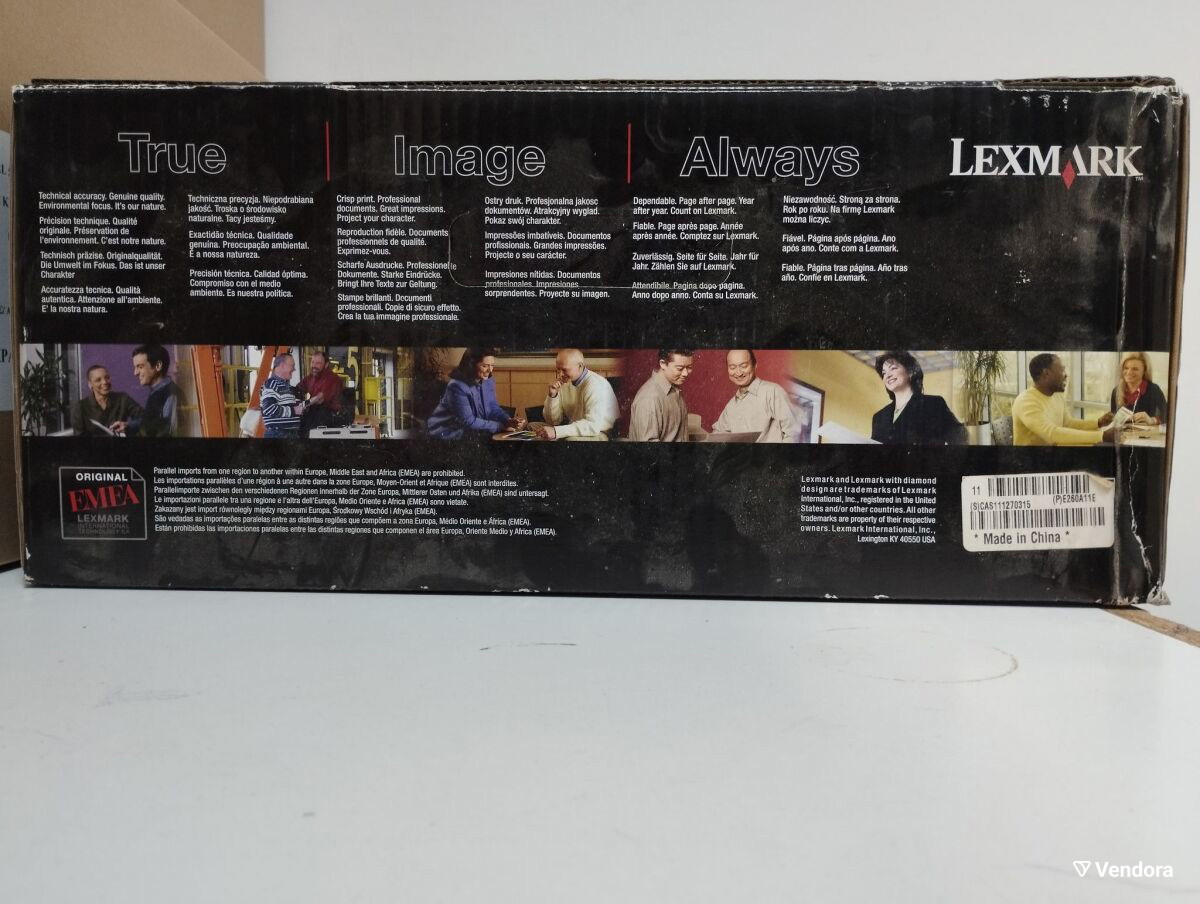 True
Image
Always
LEXMARK
™
Technical accuracy. Genuine quality.
Environmental focus. It's our nature.
Précision technique. Qualité
originale. Préservation de
l'environnement. C'est notre nature.
Technisch präzise. Originalqualität.
Die Umwelt im Fokus. Das ist unser
Charakter
Accuratezza tecnica. Qualità
autentica. Attenzione all'ambiente.
E' la nostra natura.
Techniczna precyzja. Niepodrabiana
jakość. Troska o środowisko
naturalne. Tacy jesteśmy.
Exactidão técnica. Qualidade
genuína. Preocupação ambiental.
É a nossa natureza.
Precisión técnica. Calidad óptima.
Compromiso con el medio
ambiente. Es nuestra política.
Crisp print. Professional
documents. Great impressions.
Project your character.
Reproduction fidèle. Documents
professionnels de qualité.
Exprimez-vous.
Scharfe Ausdrucke. Professionelle
Dokumente. Starke Eindrücke.
Bringt Ihre Texte zur Geltung.
Stampe brillanti. Documenti
professionali. Copie di sicuro effetto.
Crea la tua immagine professionale.
Ostry druk. Profesjonalna jakosc
dokumentów. Atrakcyjny wygląd.
Pokaz swój charakter.
Impressões imbatíveis. Documentos
profissionais. Grandes impressões.
Projecte o seu carácter.
Impresiones nítidas. Documentos
profesionales. Impresiones
sorprendentes. Proyecte su imagen.
Dependable. Page after page. Year
after year. Count on Lexmark.
Fiable. Page après page. Année
après année. Comptez sur Lexmark.
Zuverlässig. Seite für Seite. Jahr für
Jahr. Zählen Sie auf Lexmark.
Attendibile. Pagina dopo pagina.
Anno dopo anno. Conta su Lexmark.
Niezawodność. Stroną za stroną.
Rok po roku. Na firmę Lexmark
można liczyc.
Fiável. Página após página. Ano
após ano. Conte com a Lexmark.
Fiable. Página tras página. Año tras
año. Confíe en Lexmark.
ORIGINAL
EMEA
LEXMARK
INTERNATIONAL
TECHNOLOGY S.A
Parallel imports from one region to another within Europe, Middle East and Africa (EMEA) are prohibited.
Les importations parallèles d'une région à une autre dans la zone Europe, Moyen-Orient et Afrique (EMEA) sont interdites.
Parallelimporte zwischen den verschiedenen Regionen innerhalb der Zone Europa, Mittlerer Osten und Afrika (EMEA) sind untersagt.
Le importazioni parallele tra una regione e l'altra dell'Europa, Medio Oriente e Africa (EMEA) sono vietate.
Zakazany jest import równoległy między regionami Europa, Środkowy Wschód i Afryka (EMEA).
São vedadas as importações paralelas entre as distintas regiões que compõem a zona Europa, Médio Oriente e África (EMEA).
Están prohibidas las importaciones paralelas entre las distintas regiones que componen el área Europa, Oriente Medio y Africa (EMEA).
Lexmark and Lexmark with diamond
design are trademarks of Lexmark
International, Inc., registered in the United
States and/or other countries. All other
trademarks are property of their respective
owners. Lexmark International, Inc.,
Lexington KY 40550 USA
11
(S)CAS111270315
(P)E260A11E
* Made in China *
Vendora